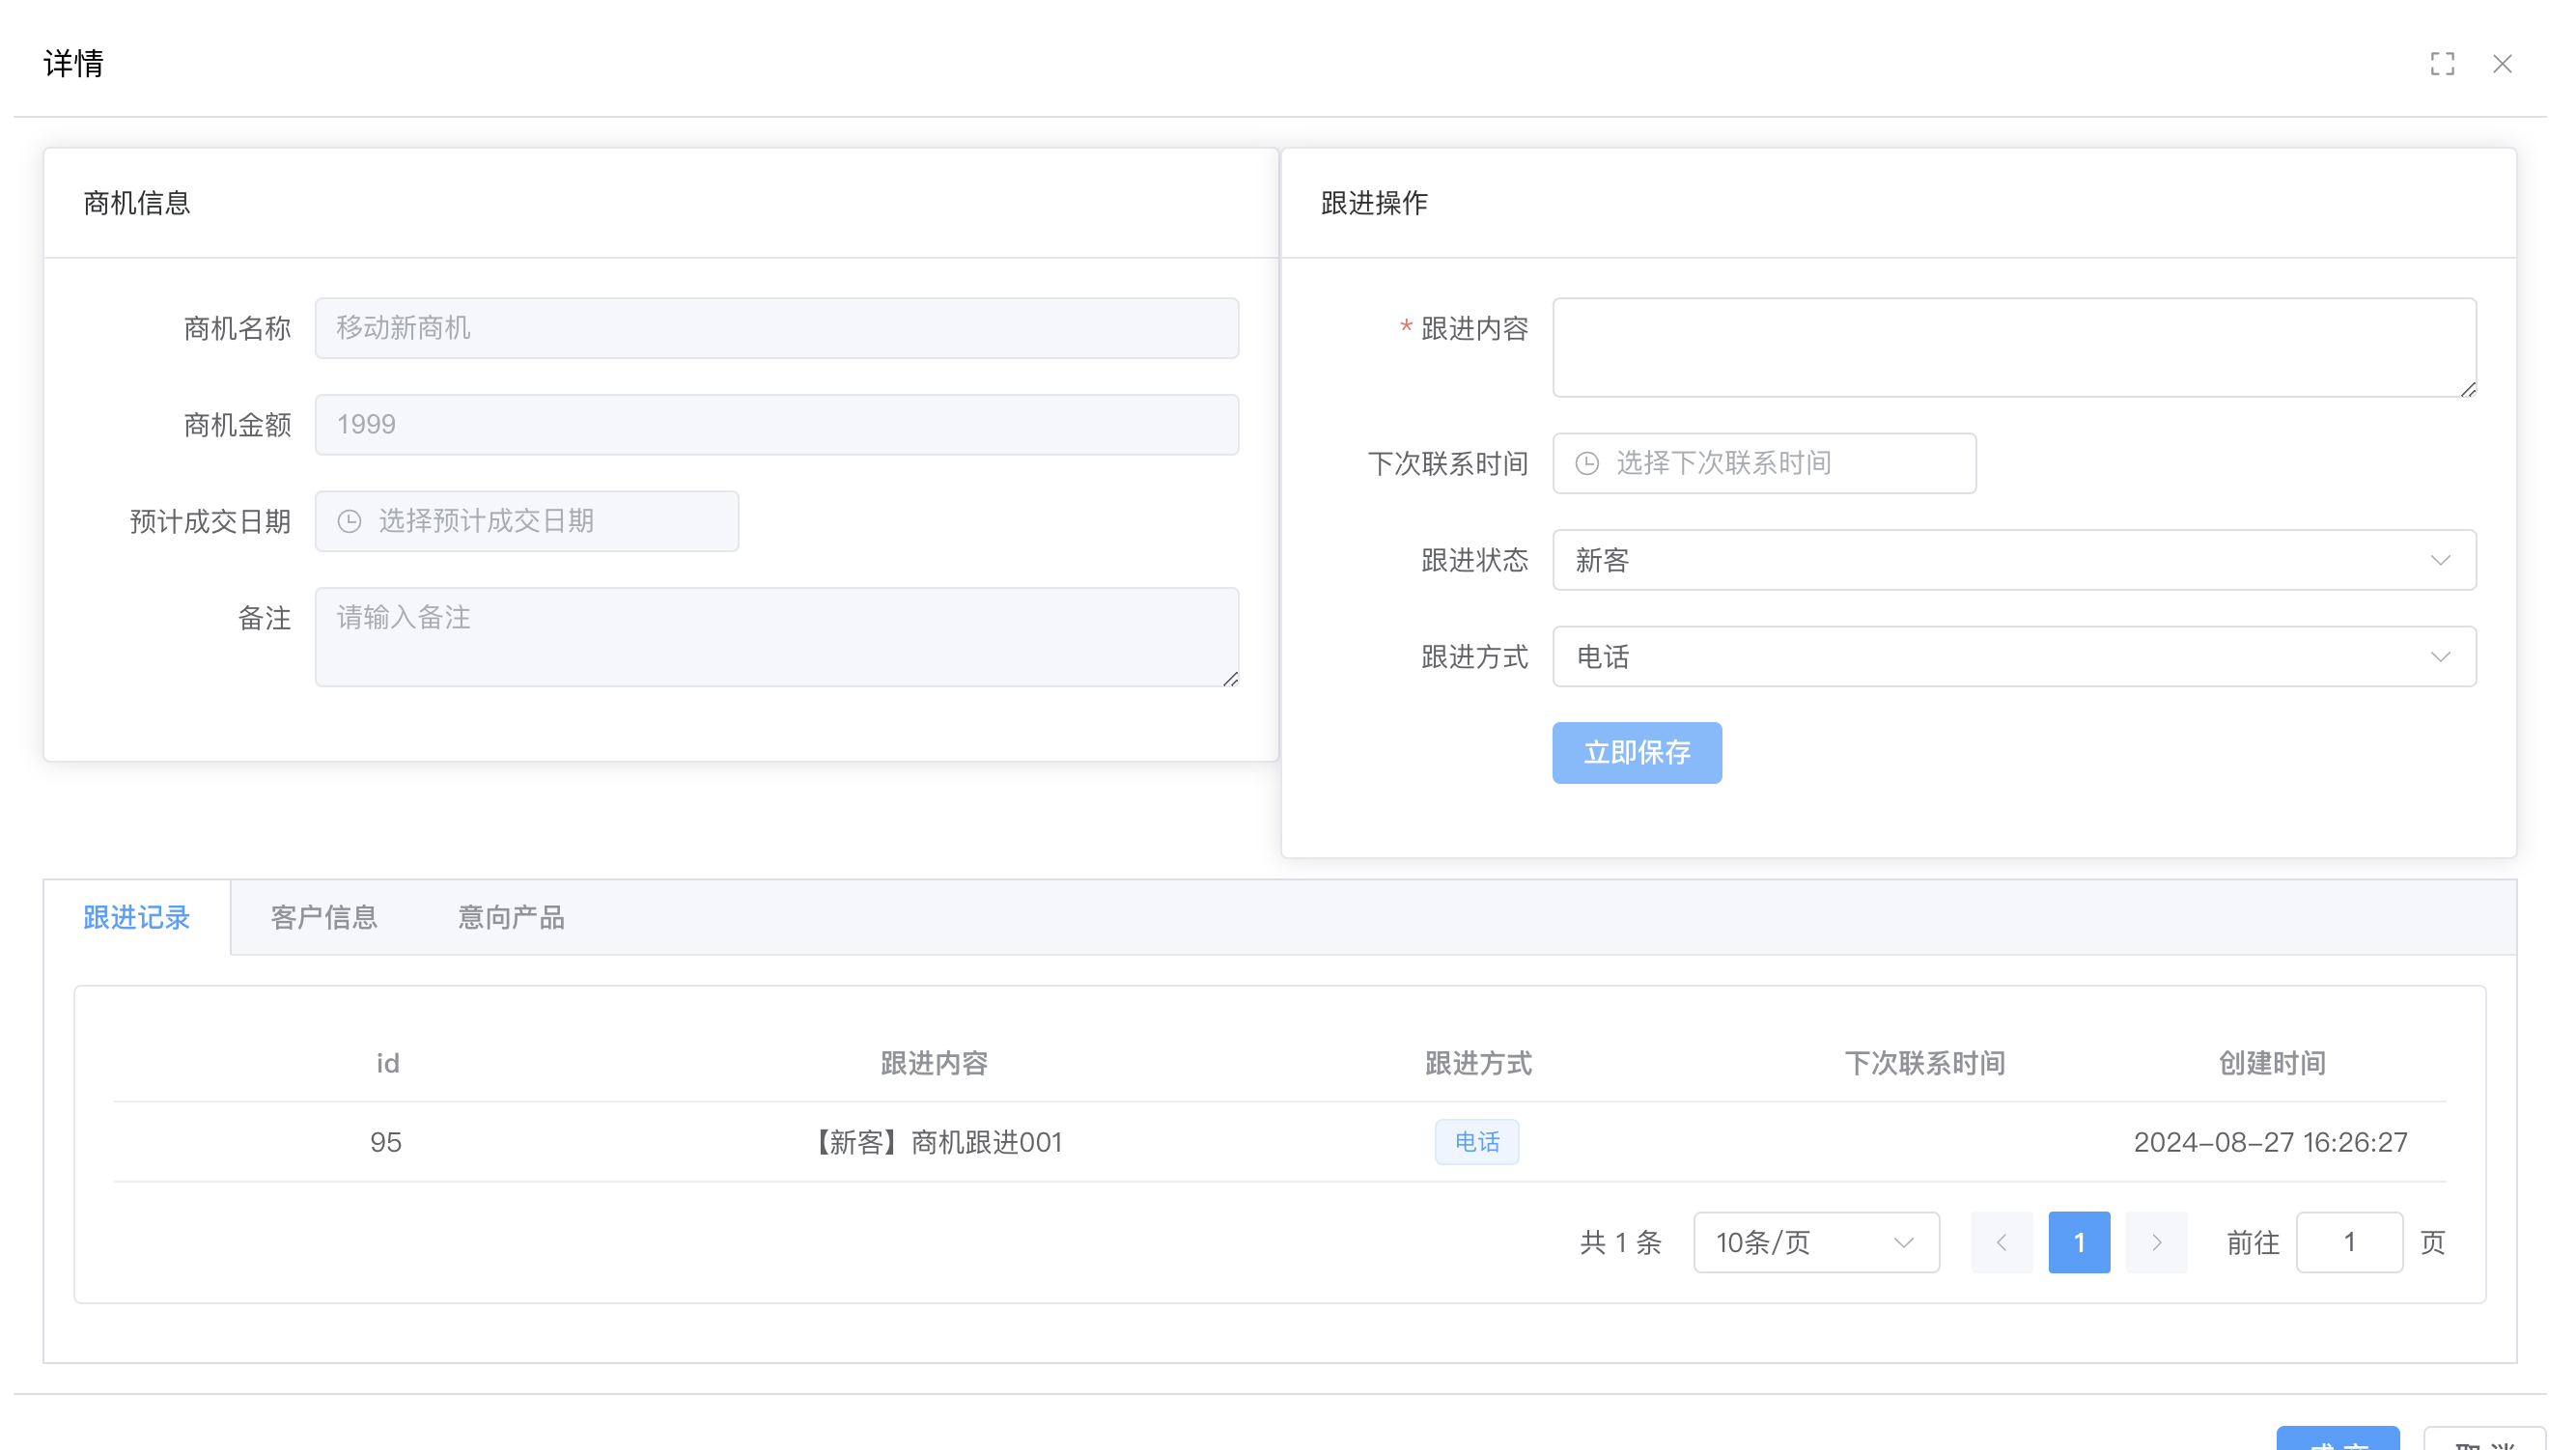 详情
商机信息
商机名称 移动新商机
商机金额 1999
预计成交日期 选择预计成交日期
备注 请输入备注
跟进操作
* 跟进内容
下次联系时间 选择下次联系时间
跟进状态 新客
跟进方式 电话
立即保存
跟进记录 客户信息 意向产品
id 跟进内容 跟进方式 下次联系时间 创建时间
95 【新客】商机跟进001 电话 2024-08-27 16:26:27
共 1 条 10条/页 1 前往 1 页